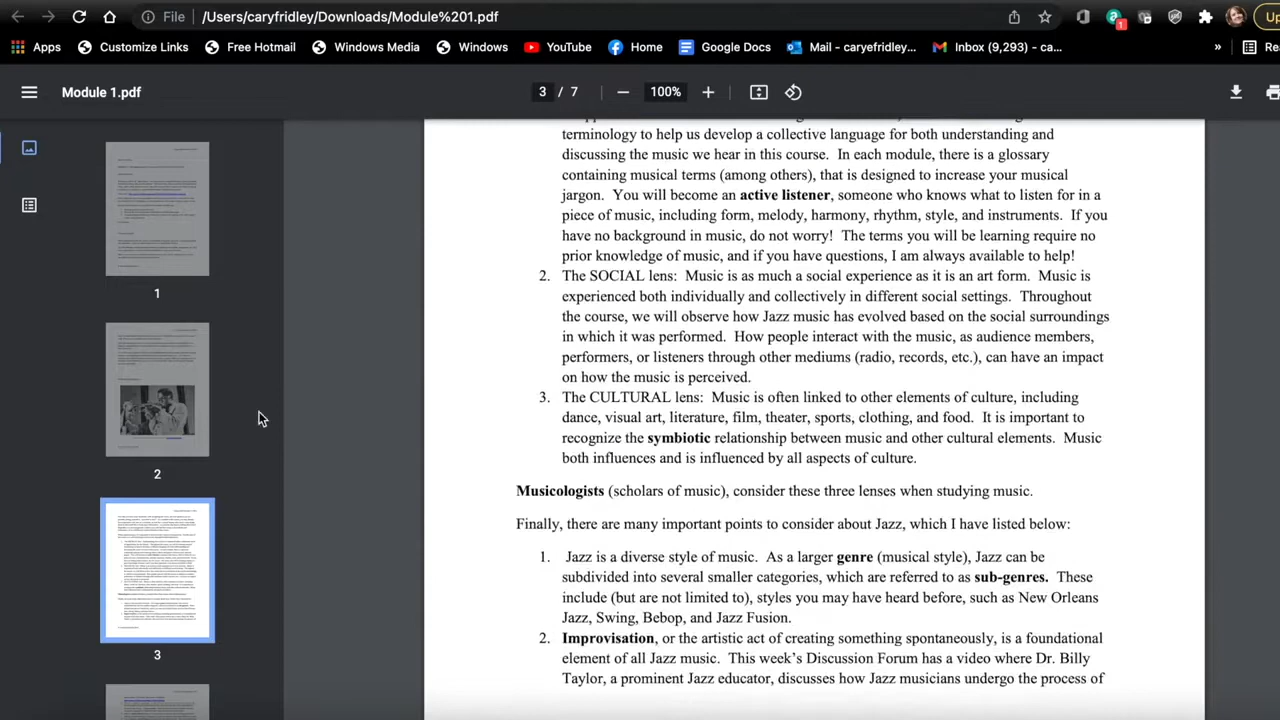 File
/Users/caryfridley/Downloads/Module%201.pdf
1
Up
Apps
Customize Links
Free Hotmail
Windows Media
Windows
YouTube
Home
Google Docs
Mail - caryefridley...
Inbox (9,293) - ca...
»
Rea
Module 1.pdf
3 / 7
100%
1
2
3
terminology to help us develop a collective language for both understanding and
discussing the music we hear in this course. In each module, there is a glossary
containing musical terms (among others), that is designed to increase your musical
jargon. You will become an active listener, someone who knows what to listen for in a
piece of music, including form, melody, harmony, rhythm, style, and instruments. If you
have no background in music, do not worry! The terms you will be learning require no
prior knowledge of music, and if you have questions, I am always available to help!
2. The SOCIAL lens: Music is as much a social experience as it is an art form. Music is
experienced both individually and collectively in different social settings. Throughout
the course, we will observe how Jazz music has evolved based on the social surroundings
in which it was performed. How people interact with the music, as audience members,
performers, or listeners through other mediums (radio, records, etc.), can have an impact
on how the music is perceived.
3. The CULTURAL lens: Music is often linked to other elements of culture, including
dance, visual art, literature, film, theater, sports, clothing, and food. It is important to
recognize the symbiotic relationship between music and other cultural elements. Music
both influences and is influenced by all aspects of culture.
Musicologists (scholars of music), consider these three lenses when studying music.
Finally, there are many important points to consider about Jazz, which I have listed below:
1. Jazz is a diverse style of music. As a large genre (musical style), Jazz can be
into several smaller categories, often referred to as sub-genres. These
include (but are not limited to), styles you may have heard before, such as New Orleans
Jazz, Swing, Bebop, and Jazz Fusion.
2. Improvisation, or the artistic act of creating something spontaneously, is a foundational
element of all Jazz music. This week's Discussion Forum has a video where Dr. Billy
Taylor, a prominent Jazz educator, discusses how Jazz musicians undergo the process of